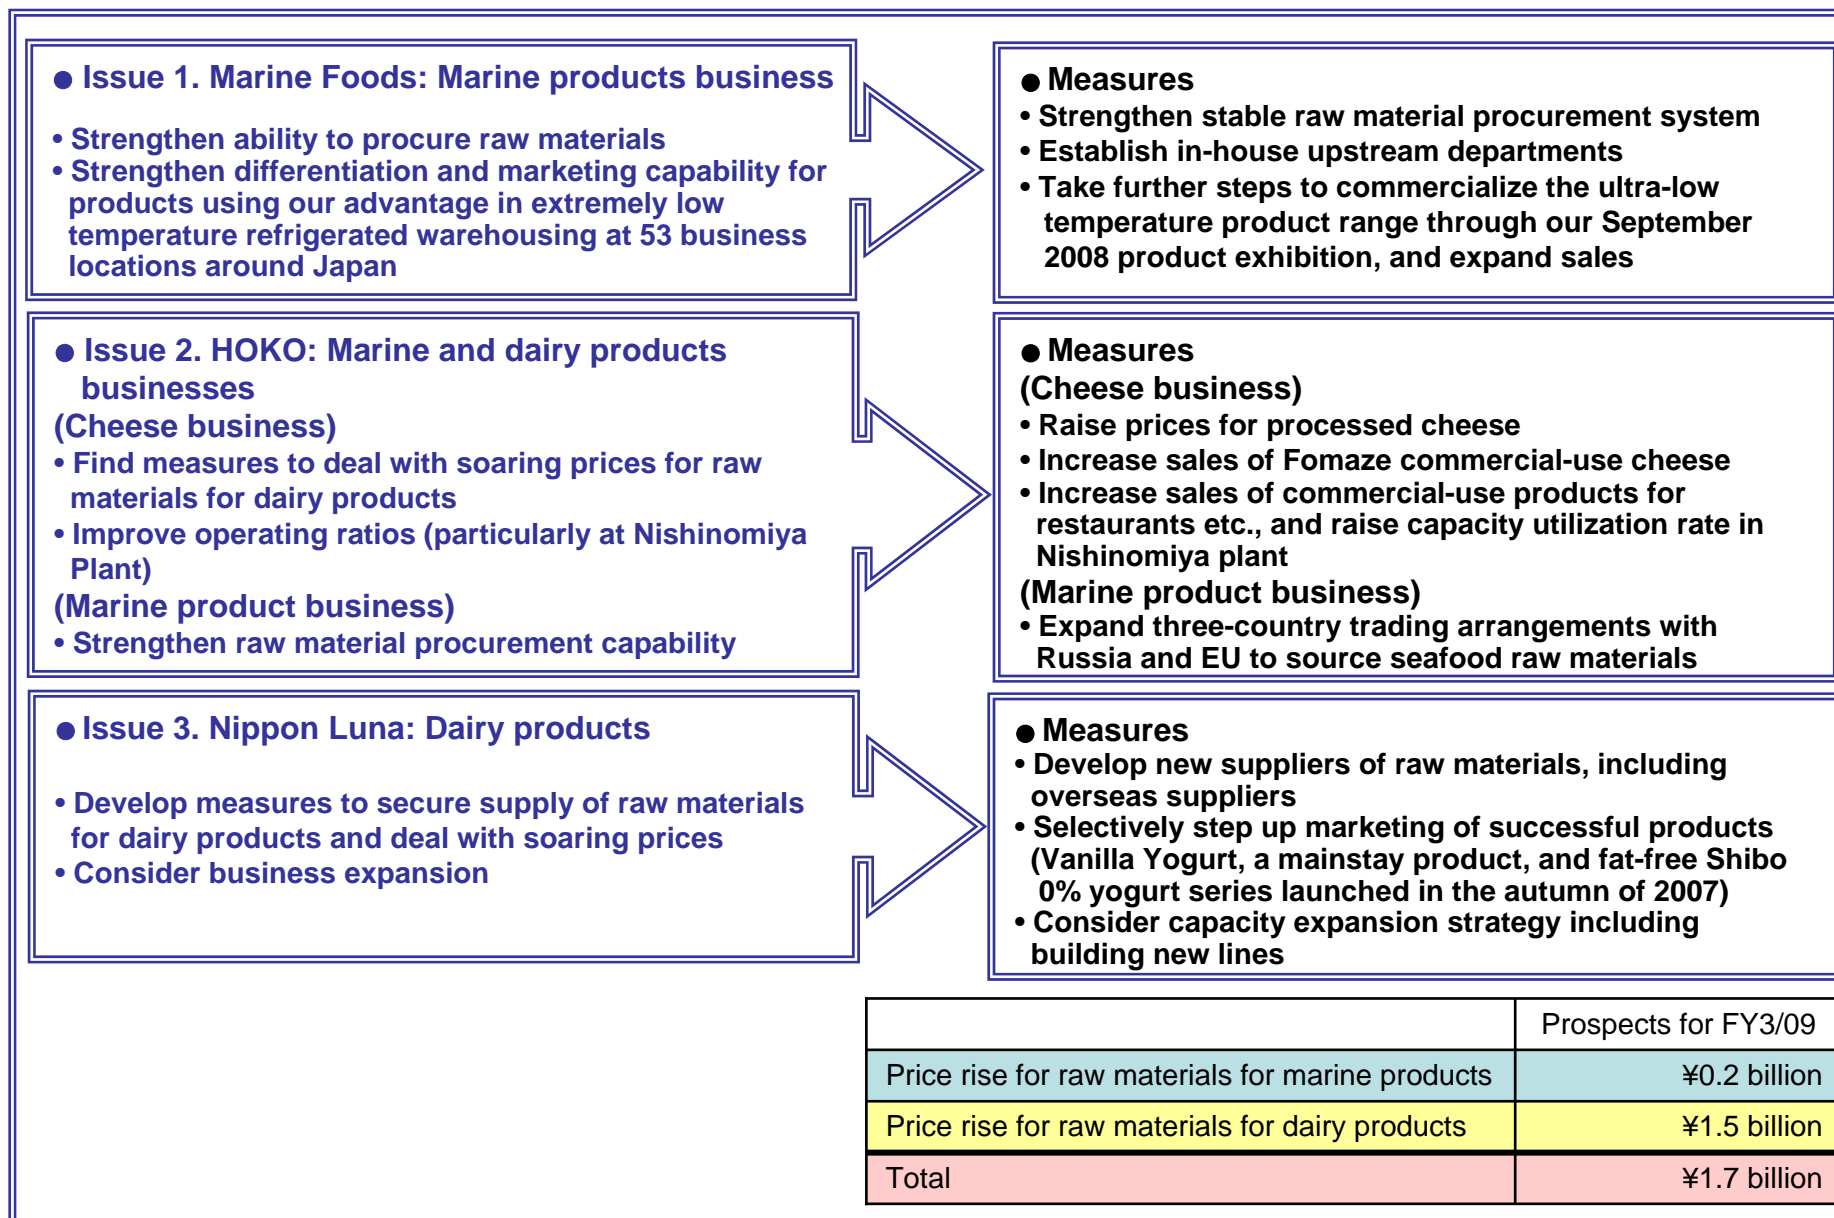 ● Issue 1. Marine Foods: Marine products business
• Strengthen ability to procure raw materials
• Strengthen differentiation and marketing capability for
products using our advantage in extremely low
temperature refrigerated warehousing at 53 business
locations around Japan
● Measures
• Strengthen stable raw material procurement system
• Establish in-house upstream departments
• Take further steps to commercialize the ultra-low
temperature product range through our September
2008 product exhibition, and expand sales
● Issue 2. HOKO: Marine and dairy products
businesses
(Cheese business)
• Find measures to deal with soaring prices for raw
materials for dairy products
• Improve operating ratios (particularly at Nishinomiya
Plant)
(Marine product business)
• Strengthen raw material procurement capability
● Measures
(Cheese business)
• Raise prices for processed cheese
• Increase sales of Fomaze commercial-use cheese
• Increase sales of commercial-use products for
restaurants etc., and raise capacity utilization rate in
Nishinomiya plant
(Marine product business)
• Expand three-country trading arrangements with
Russia and EU to source seafood raw materials
● Issue 3. Nippon Luna: Dairy products
• Develop measures to secure supply of raw materials
for dairy products and deal with soaring prices
• Consider business expansion
● Measures
• Develop new suppliers of raw materials, including
overseas suppliers
• Selectively step up marketing of successful products
(Vanilla Yogurt, a mainstay product, and fat-free Shibo
0% yogurt series launched in the autumn of 2007)
• Consider capacity expansion strategy including
building new lines
Prospects for FY3/09
Price rise for raw materials for marine products ¥0.2 billion
Price rise for raw materials for dairy products ¥1.5 billion
Total ¥1.7 billion